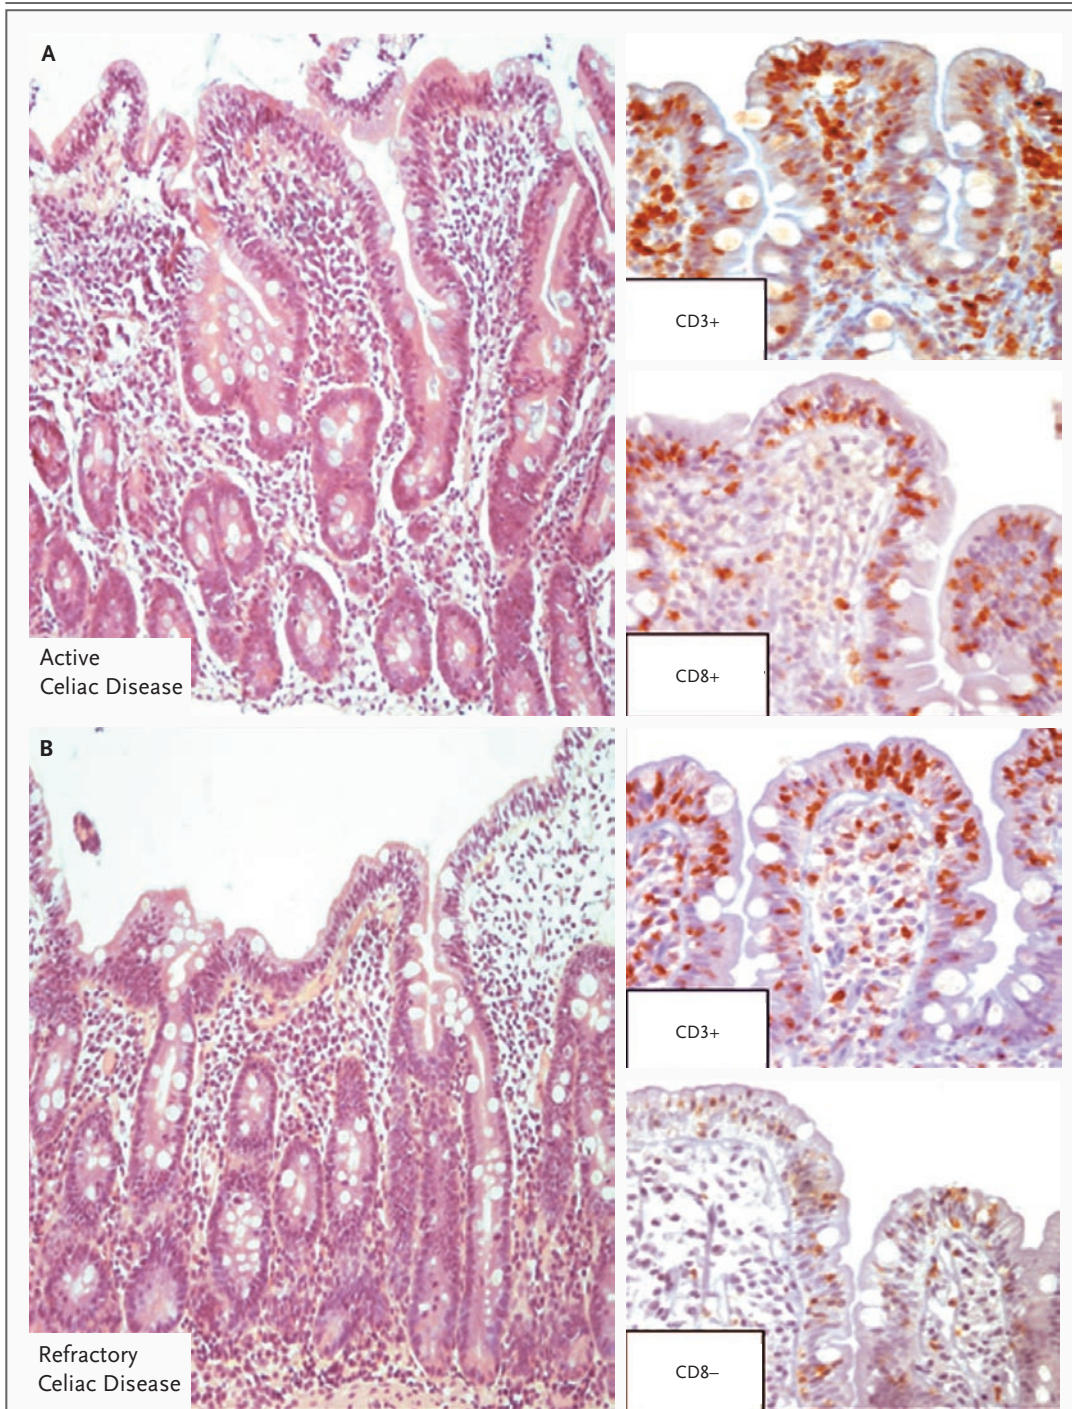 A
CD3+
CD8+
Active
Celiac Disease
B
CD3+
CD8–
Refractory
Celiac Disease